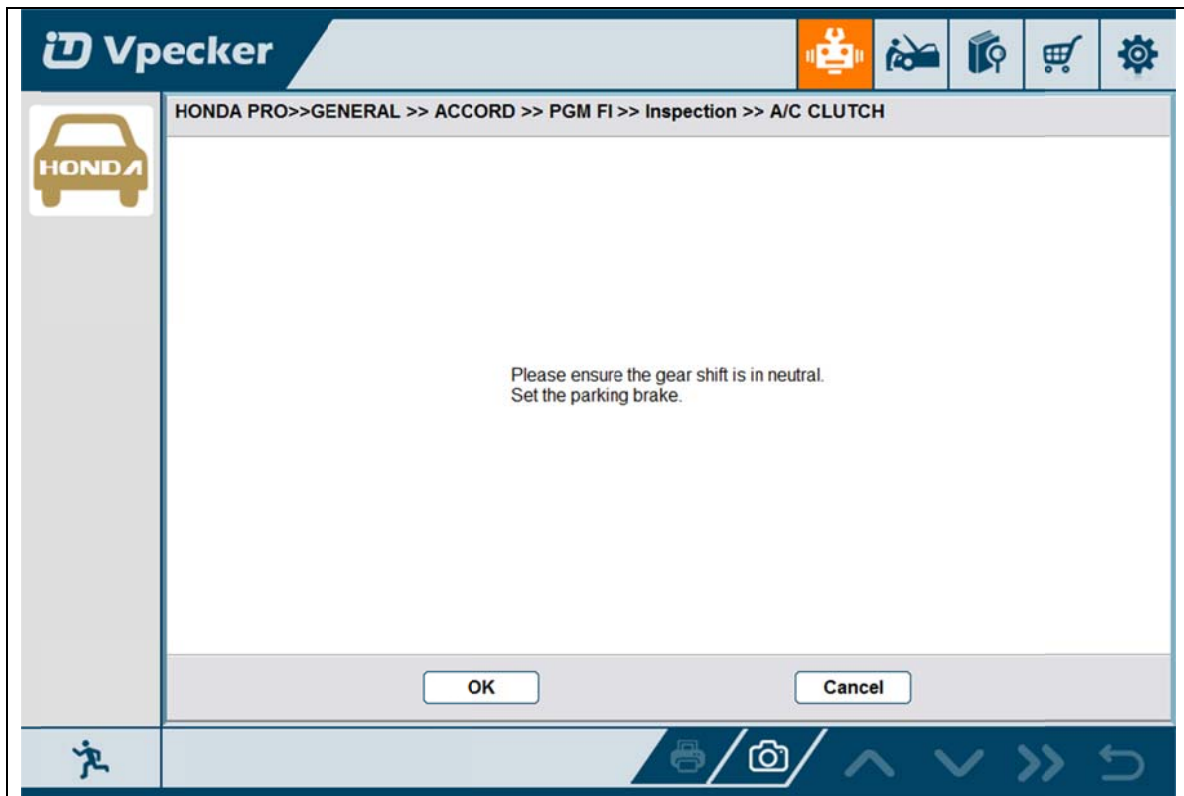 Vpecker
HONDA PRO>>GENERAL >> ACCORD >> PGM FI >> Inspection >> A/C CLUTCH
HONDA
Please ensure the gear shift is in neutral.
Set the parking brake.
OK
Cancel